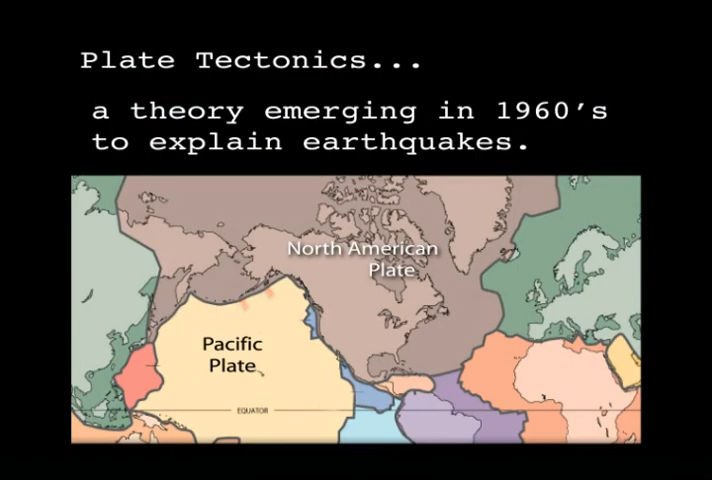 Plate Tectonics...
a theory emerging in 1960's
to explain earthquakes.
North American
Plate
Pacific
Plate
EQUATOR